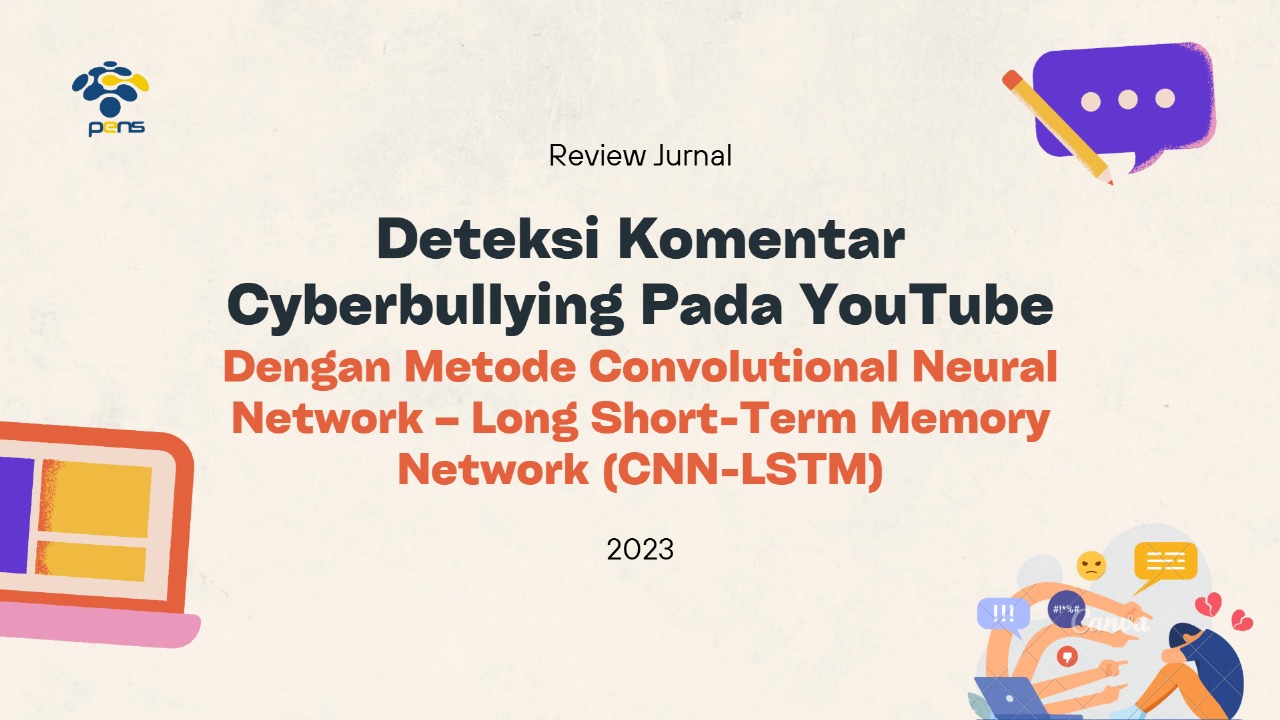 pens
Review Jurnal
Deteksi Komentar
Cyberbullying Pada YouTube
Dengan Metode Convolutional Neural
Network – Long Short-Term Memory
Network (CNN-LSTM)
2023
!!!
#!*%#
Canva